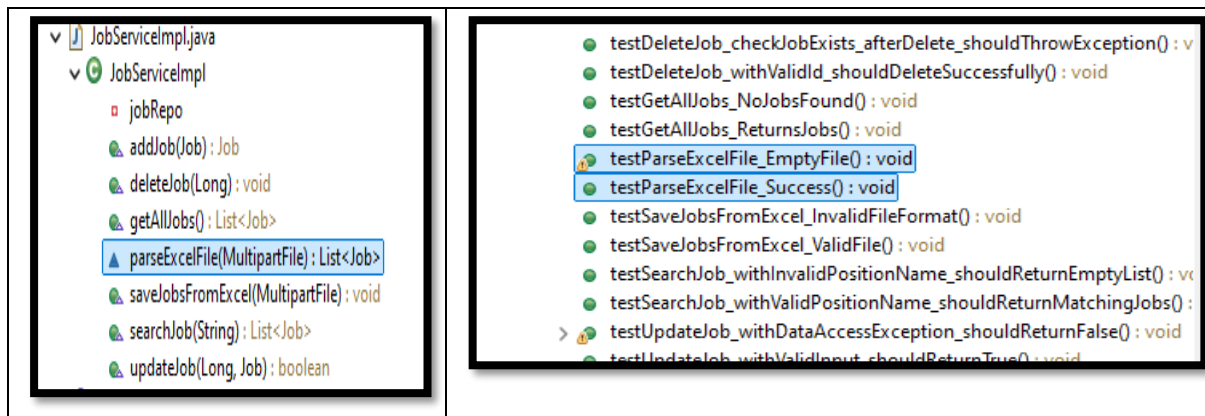 JobServiceImpl.java
JobServiceImpl
jobRepo
addJob(Job) : Job
deleteJob(Long) : void
getAllJobs() : List<Job>
parseExcelFile(MultipartFile) : List<Job>
saveJobsFromExcel(MultipartFile) : void
searchJob(String) : List<Job>
updateJob(Long, Job) : boolean
testDeleteJob_checkJobExists_afterDelete_shouldThrowException() : v
testDeleteJob_withValidId_shouldDeleteSuccessfully() : void
testGetAllJobs_NoJobsFound() : void
testGetAllJobs_ReturnsJobs() : void
testParseExcelFile_EmptyFile() : void
testParseExcelFile_Success() : void
testSaveJobsFromExcel_InvalidFileFormat() : void
testSaveJobsFromExcel_ValidFile() : void
testSearchJob_withInvalidPositionName_shouldReturnEmptyList() : vo
testSearchJob_withValidPositionName_shouldReturnMatchingJobs() :
testUpdateJob_withDataAccessException_shouldReturnFalse() : void
testUpdateJob_withValidInput_shouldReturnTrue() : void